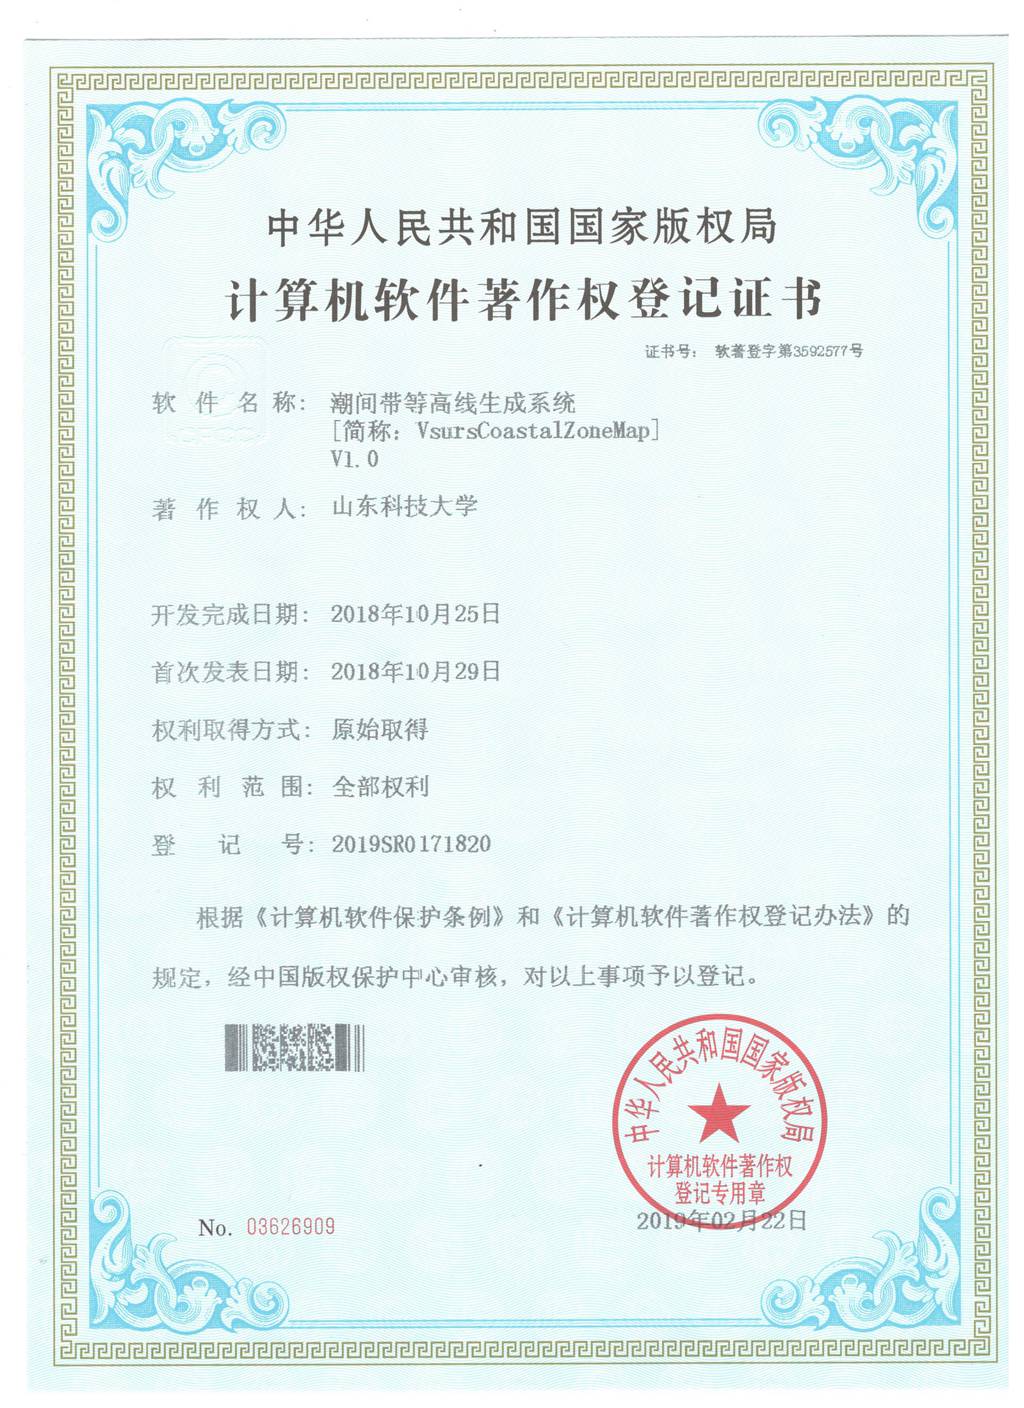 中华人民共和国国家版权局
计算机软件著作权登记证书
证书号： 软著登字第3592577号
CPCC
软件名称： 潮间带等高线生成系统
[简称：VsursCoastalZoneMap]
V1.0
著作权人： 山东科技大学
开发完成日期： 2018年10月25日
首次发表日期： 2018年10月29日
权利取得方式： 原始取得
权利范围： 全部权利
登记号： 2019SR0171820
根据《计算机软件保护条例》和《计算机软件著作权登记办法》的
规定，经中国版权保护中心审核，对以上事项予以登记。
中华人民共和国国家版权局
计算机软件著作权
登记专用章
No. 03626909
2019年02月22日